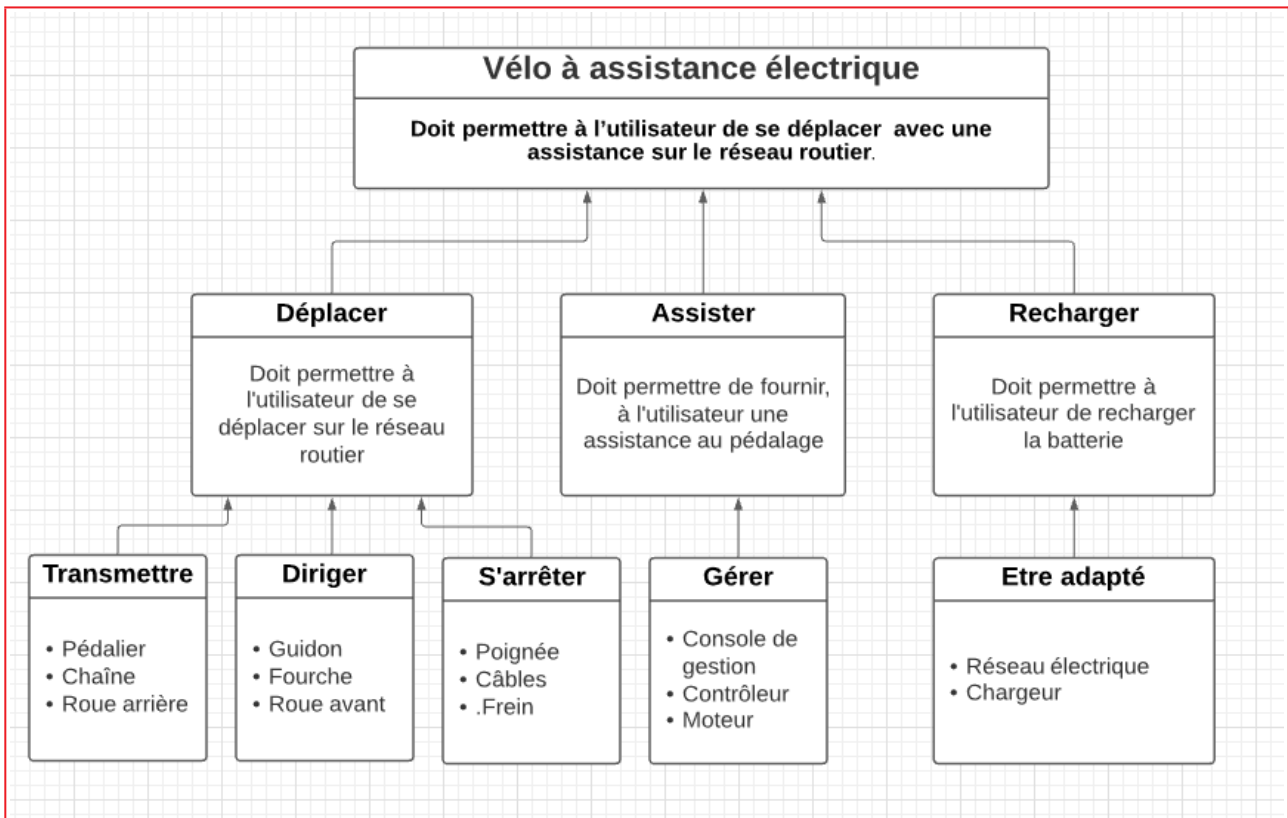 Vélo à assistance électrique
Doit permettre à l’utilisateur de se déplacer avec une
assistance sur le réseau routier.
Déplacer
Doit permettre à
l'utilisateur de se
déplacer sur le réseau
routier
Assister
Doit permettre de fournir,
à l'utilisateur une
assistance au pédalage
Recharger
Doit permettre à
l'utilisateur de recharger
la batterie
Transmettre
• Pédalier
• Chaîne
• Roue arrière
Diriger
• Guidon
• Fourche
• Roue avant
S'arrêter
• Poignée
• Câbles
• .Frein
Gérer
• Console de
gestion
• Contrôleur
• Moteur
Etre adapté
• Réseau électrique
• Chargeur